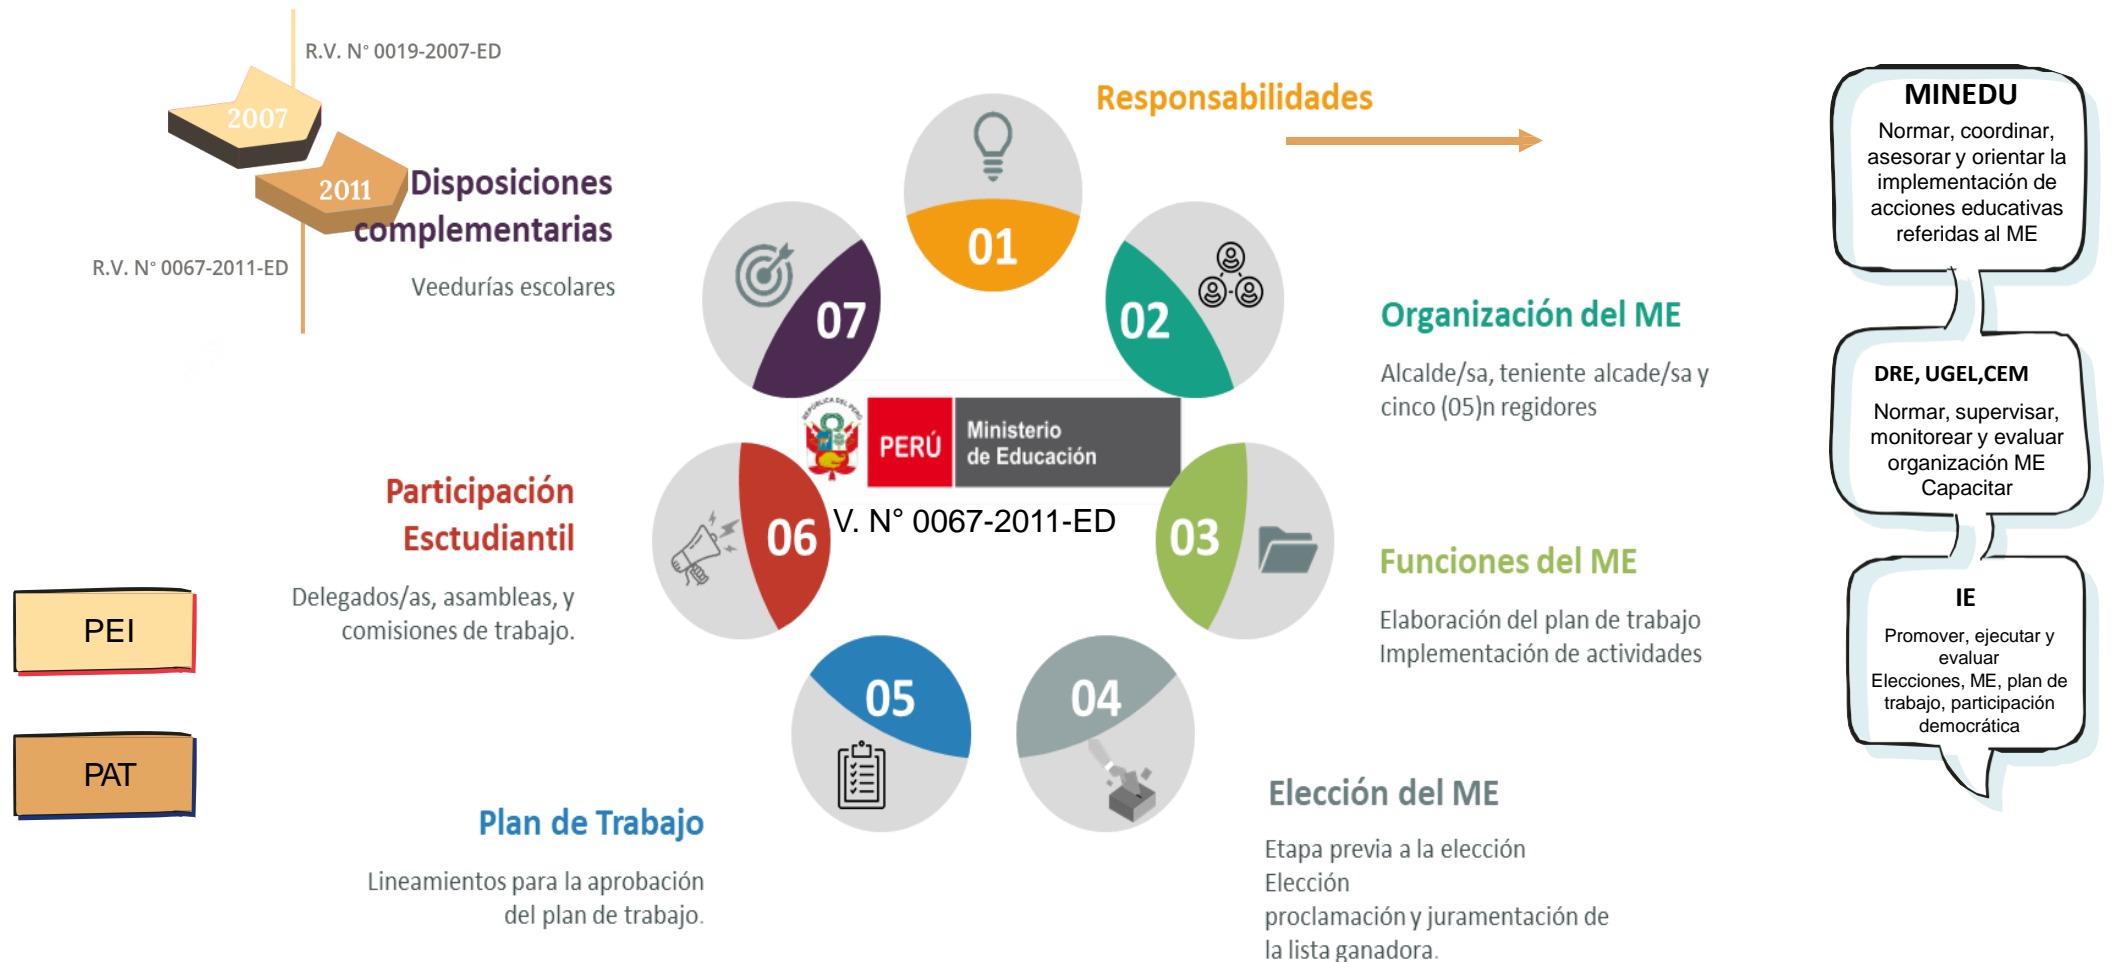 R.V. N° 0019-2007-ED
2007
2011
R.V. N° 0067-2011-ED
Responsabilidades
01
02
Organización del ME
Alcalde/sa, teniente alcade/sa y
cinco (05)n regidores
03
Funciones del ME
Elaboración del plan de trabajo
Implementación de actividades
04
Elección del ME
Etapa previa a la elección
Elección
proclamación y juramentación de
la lista ganadora.
05
Plan de Trabajo
Lineamientos para la aprobación
del plan de trabajo.
06
Participación
Esctudiantil
Delegados/as, asambleas, y
comisiones de trabajo.
07
Disposiciones
complementarias
Veedurías escolares
REPÚBLICA DEL PERÚ
PERÚ
Ministerio
de Educación
V. N° 0067-2011-ED
PEI
PAT
MINEDU
Normar, coordinar,
asesorar y orientar la
implementación de
acciones educativas
referidas al ME
DRE, UGEL,CEM
Normar, supervisar,
monitorear y evaluar
organización ME
Capacitar
IE
Promover, ejecutar y
evaluar
Elecciones, ME, plan de
trabajo, participación
democrática